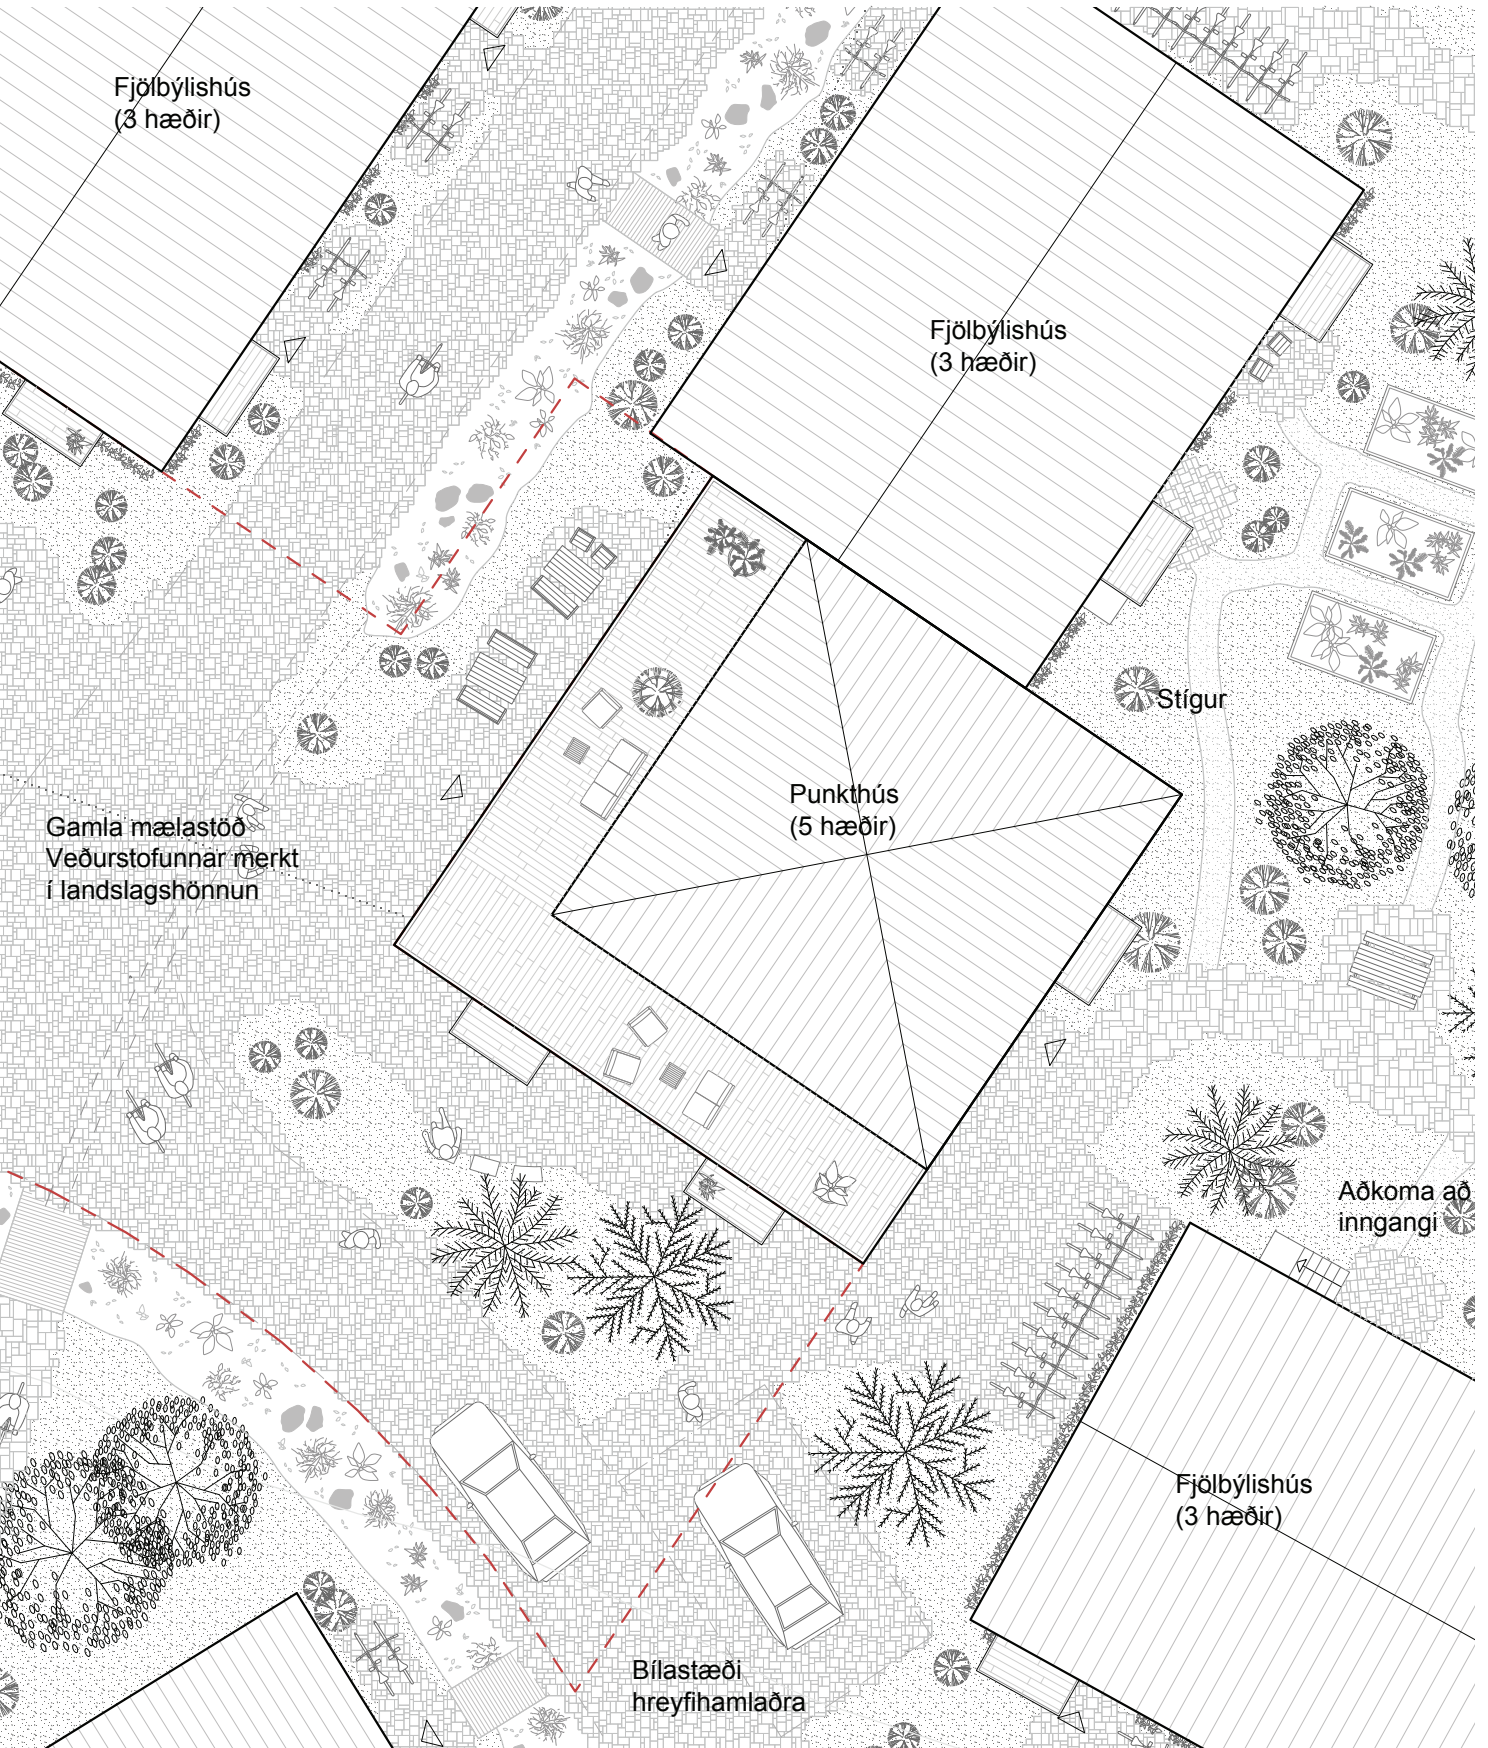 Fjölbýlishús
(3 hæðir)
Fjölbýlishús
(3 hæðir)
Stígur
Punkthús
(5 hæðir)
Gamla mælastöð
Veðurstofunnar merkt
í landslagshönnun
Aðkoma að
inngangi
Fjölbýlishús
(3 hæðir)
Bílastæði
hreyfihamlaðra